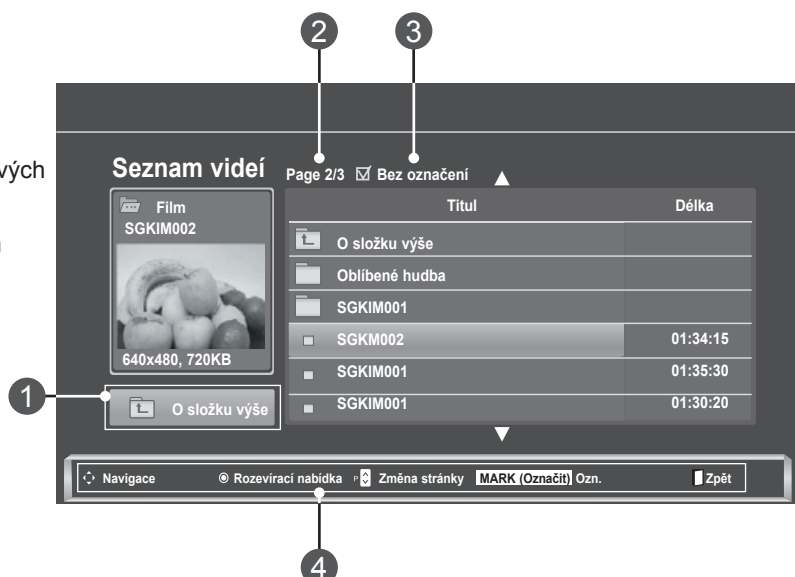 2
3
vých
Seznam videí
Page 2/3 ☑ Bez označení
Film
SGKIM002
640x480, 720KB
Titul Délka
O složku výše
Oblíbené hudba
SGKIM001
SGKM002 01:34:15
SGKIM001 01:35:30
SGKIM001 01:30:20
1
O složku výše
Navigace Rozevírací nabídka P Změna stránky MARK (Označit) Ozn. Zpět
4